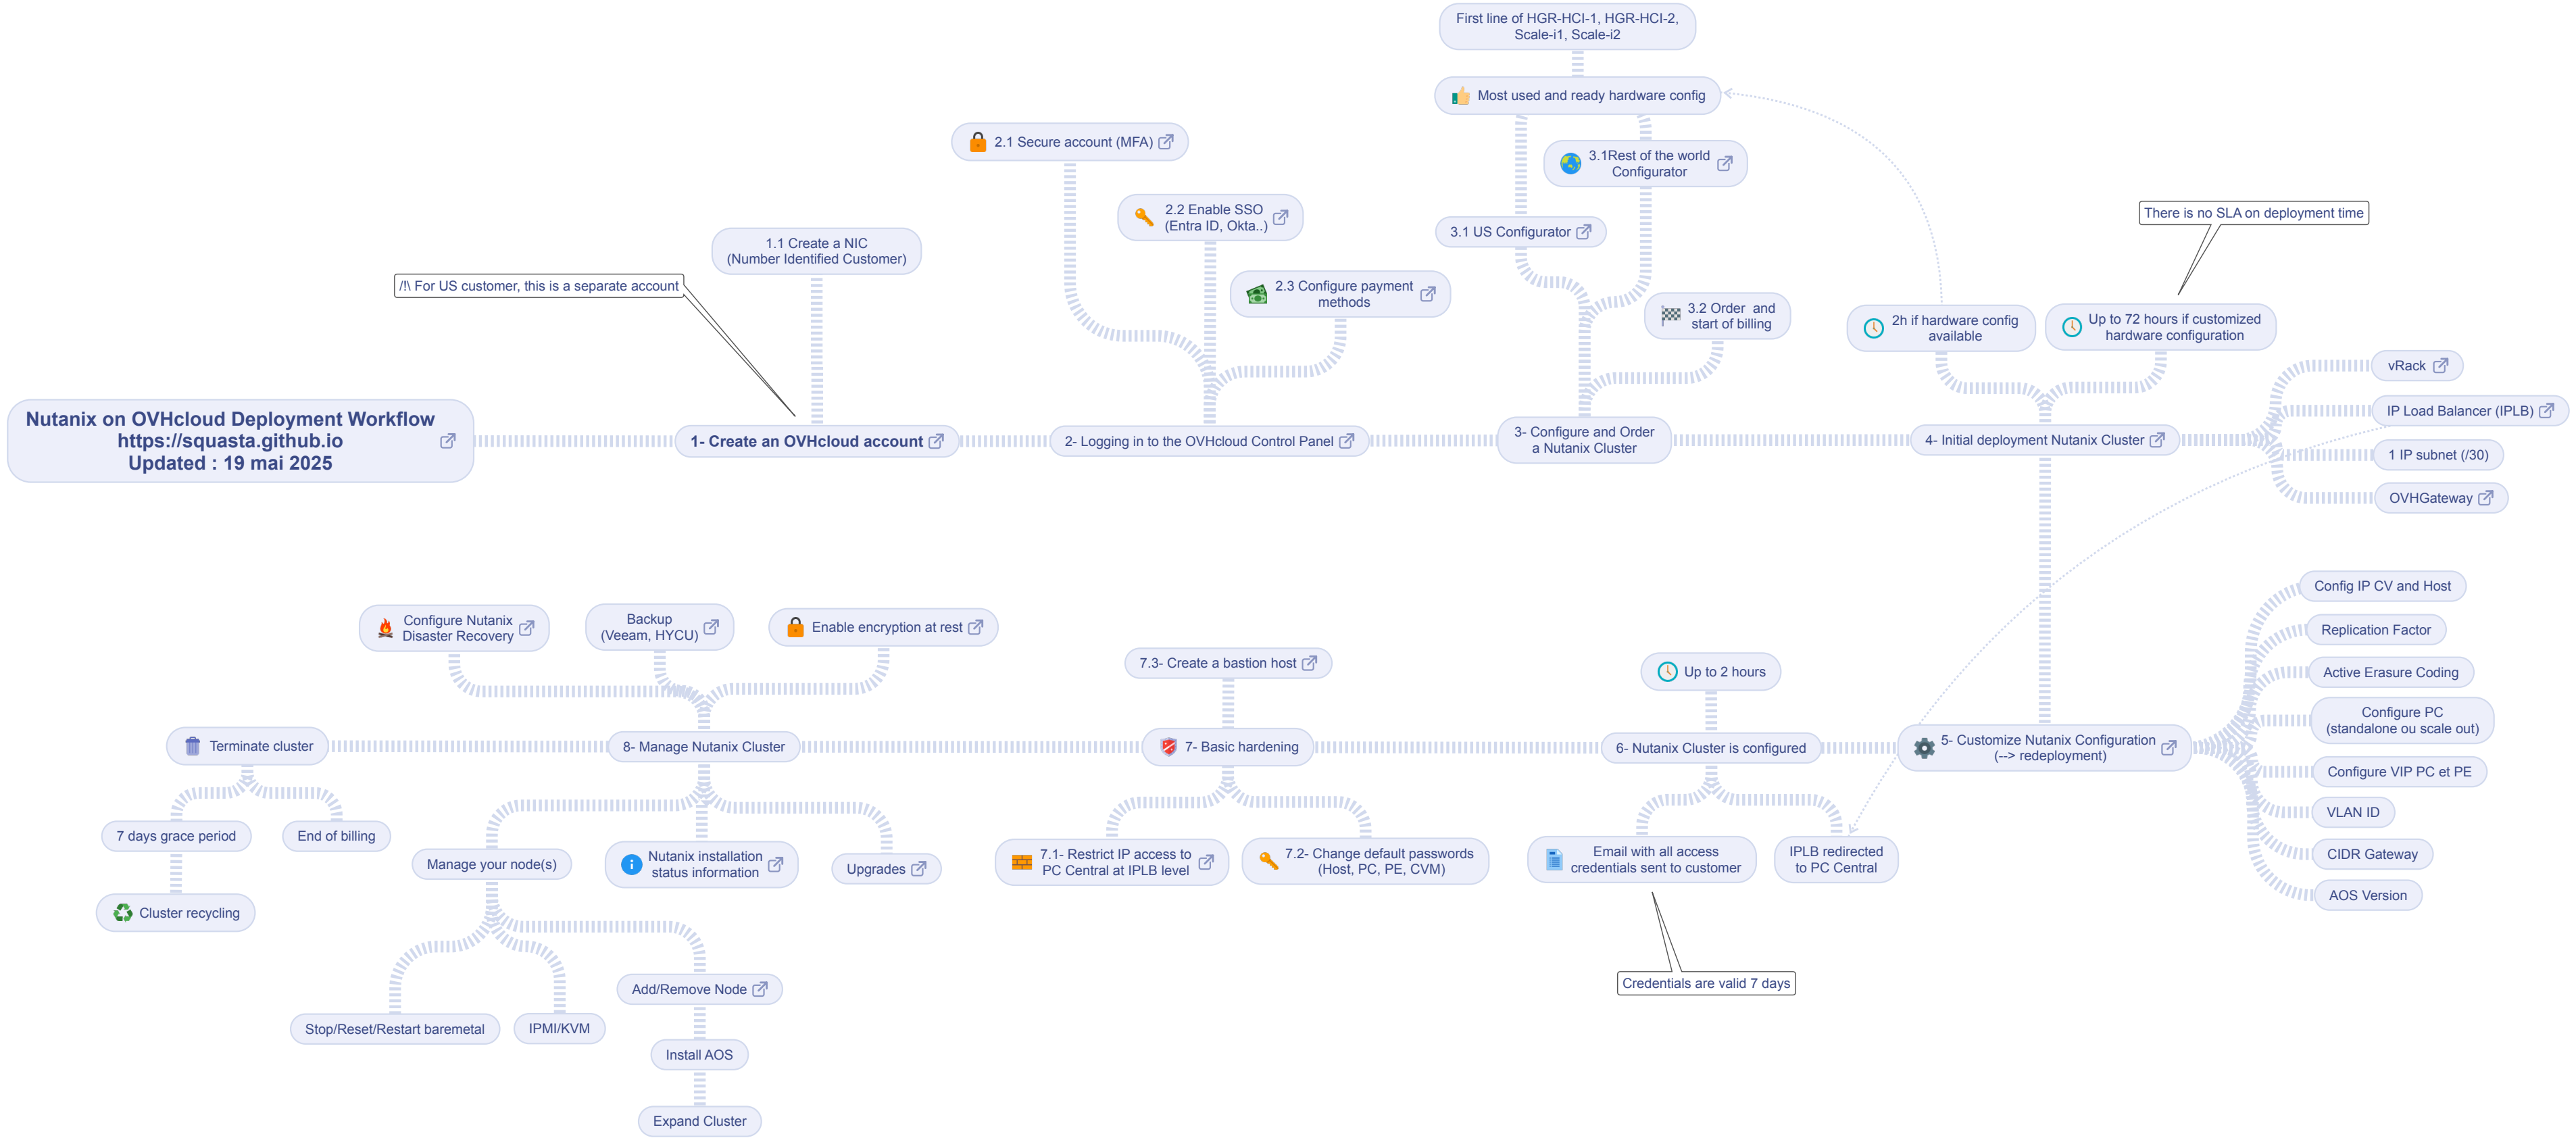 First line of HGR-HCI-1, HGR-HCI-2,
Scale-i1, Scale-i2
Most used and ready hardware config
2.1 Secure account (MFA)
3.1Rest of the world
Configurator
2.2 Enable SSO
(Entra ID, Okta..)
3.1 US Configurator
There is no SLA on deployment time
1.1 Create a NIC
(Number Identified Customer)
/!\ For US customer, this is a separate account
2.3 Configure payment
methods
3.2 Order  and
start of billing
2h if hardware config
available
Up to 72 hours if customized
hardware configuration
Nutanix on OVHcloud Deployment Workflow
https://squasta.github.io
Updated : 19 mai 2025
1- Create an OVHcloud account
2- Logging in to the OVHcloud Control Panel
3- Configure and Order
a Nutanix Cluster
4- Initial deployment Nutanix Cluster
vRack
IP Load Balancer (IPLB)
1 IP subnet (/30)
OVHGateway
Config IP CV and Host
Replication Factor
Active Erasure Coding
Configure PC
(standalone ou scale out)
Configure VIP PC et PE
VLAN ID
CIDR Gateway
AOS Version
5- Customize Nutanix Configuration
(--> redeployment)
Up to 2 hours
6- Nutanix Cluster is configured
Email with all access
credentials sent to customer
IPLB redirected
to PC Central
Credentials are valid 7 days
7.3- Create a bastion host
7- Basic hardening
7.1- Restrict IP access to
PC Central at IPLB level
7.2- Change default passwords
(Host, PC, PE, CVM)
Configure Nutanix
Disaster Recovery
Backup
(Veeam, HYCU)
Enable encryption at rest
8- Manage Nutanix Cluster
Manage your node(s)
Nutanix installation
status information
Upgrades
Stop/Reset/Restart baremetal
IPMI/KVM
Add/Remove Node
Install AOS
Expand Cluster
Terminate cluster
7 days grace period
End of billing
Cluster recycling